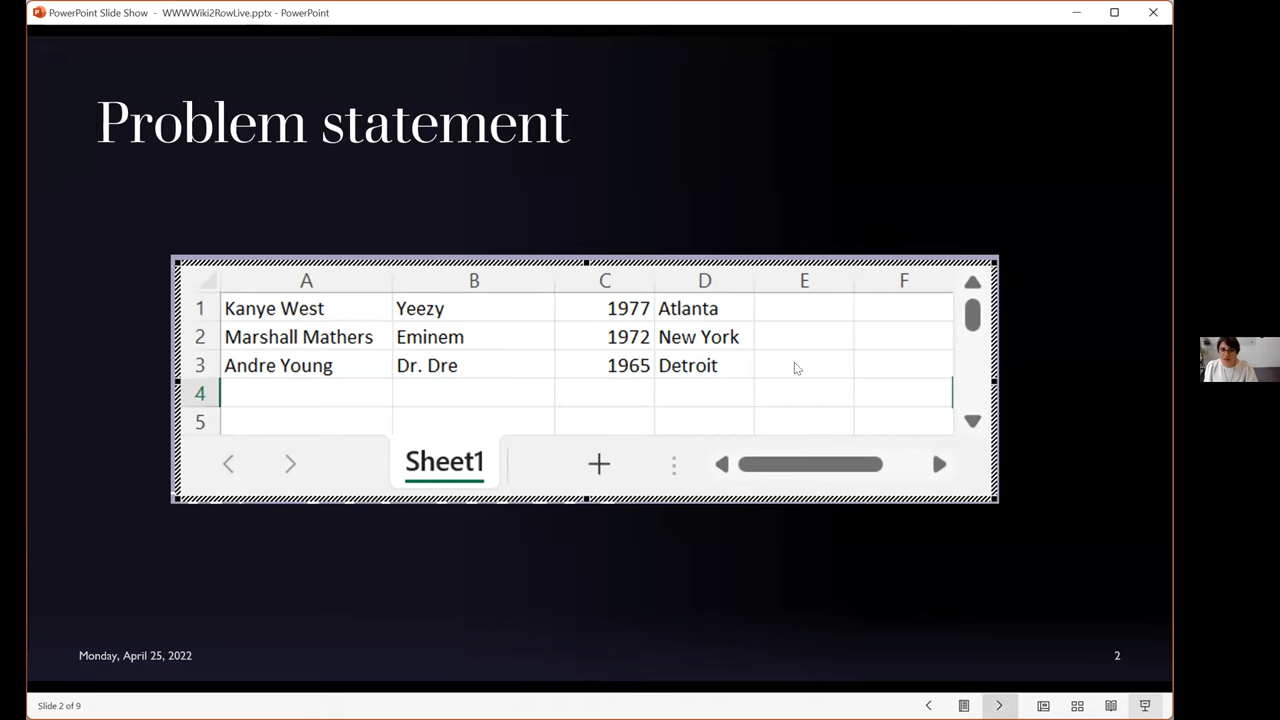 PowerPoint Slide Show - WWWWiki2RowLive.pptx - PowerPoint
Problem statement
A B C D E F
1 Kanye West Yeezy 1977 Atlanta
2 Marshall Mathers Eminem 1972 New York
3 Andre Young Dr. Dre 1965 Detroit
4
5
Sheet1
Monday, April 25, 2022 2
Slide 2 of 9